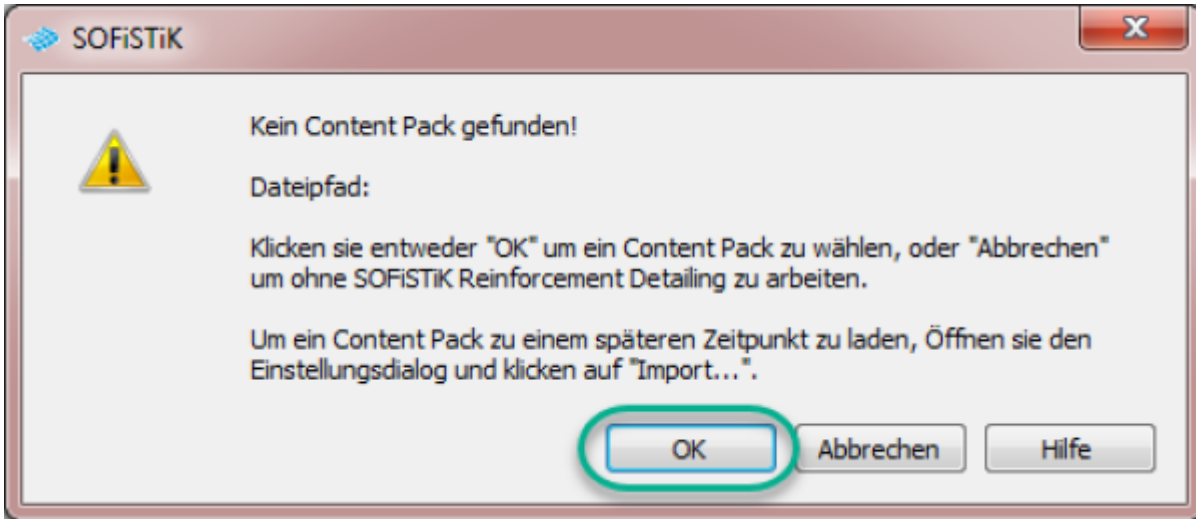 SOFiSTiK
Kein Content Pack gefunden!
Dateipfad:
Klicken sie entweder "OK" um ein Content Pack zu wählen, oder "Abbrechen"
um ohne SOFiSTiK Reinforcement Detailing zu arbeiten.
Um ein Content Pack zu einem späteren Zeitpunkt zu laden, Öffnen sie den
Einstellungsdialog und klicken auf "Import...".
OK Abbrechen Hilfe